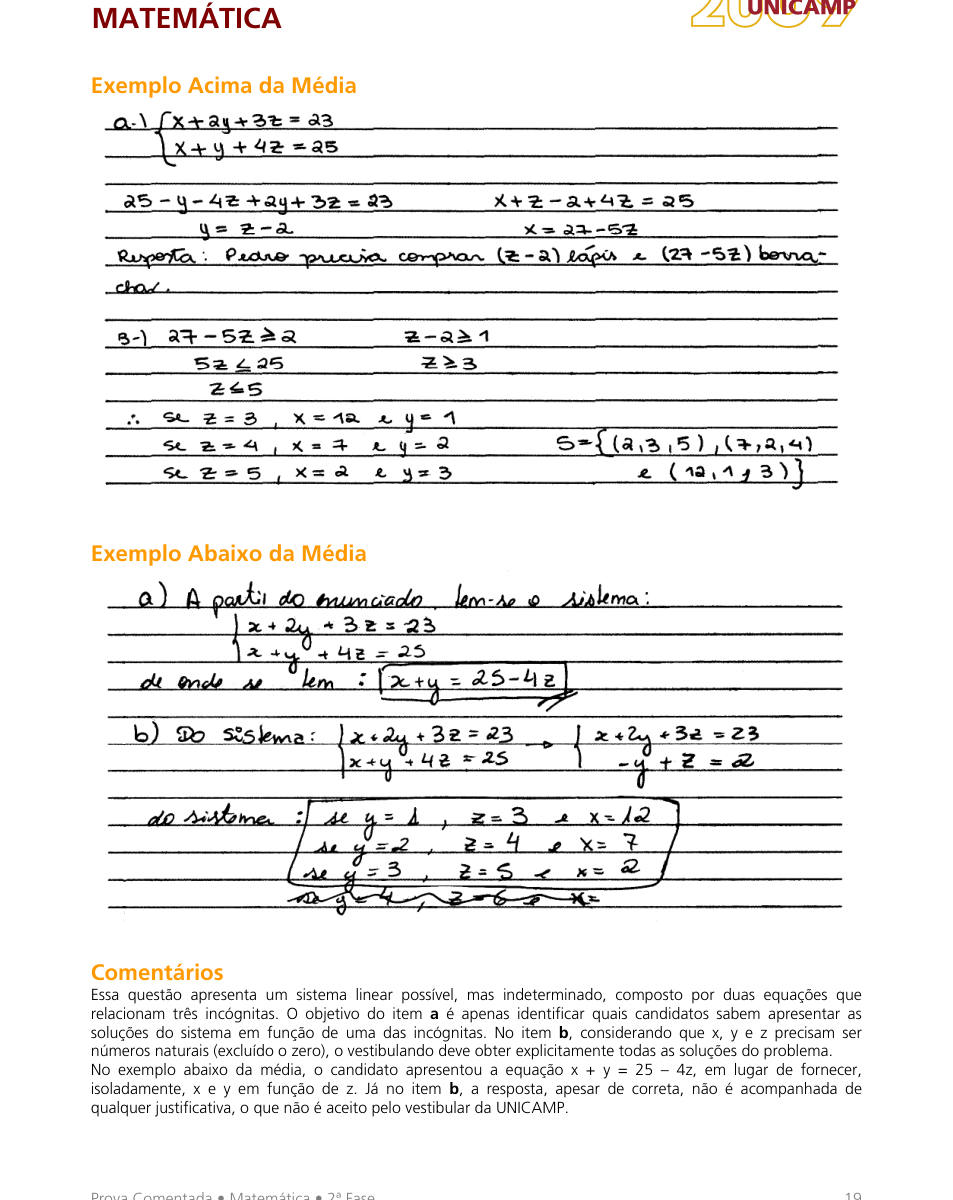 MATEMÁTICA
2009
UNICAMP
Exemplo Acima da Média
a-) { x + 2y + 3z = 23
x + y + 4z = 25
25 - y - 4z + 2y + 3z = 23 x + z - 2 + 4z = 25
y = z - 2 x = 27 - 5z
Resposta: Pedro precisa comprar (z - 2) lápis e (27 - 5z) borra-
chas.
B-) 27 - 5z ≥ 2 z - 2 ≥ 1
5z ≤ 25 z ≥ 3
z ≤ 5
∴ se z = 3, x = 12 e y = 1
se z = 4, x = 7 e y = 2 S = {(2,3,5), (7,2,4)
se z = 5, x = 2 e y = 3 e (12,1,3)}
Exemplo Abaixo da Média
a) A partir do enunciado. tem-se o sistema:
{ x + 2y + 3z = 23
x + y + 4z = 25
de onde se tem : x + y = 25 - 4z
b) Do sistema: { x + 2y + 3z = 23 → { x + 2y + 3z = 23
x + y + 4z = 25 -y + z = 2
do sistema : se y = 1, z = 3 e x = 12
se y = 2, z = 4 e x = 7
se y = 3, z = 5 e x = 2
se y = 4, z = 6 e x =
Comentários
Essa questão apresenta um sistema linear possível, mas indeterminado, composto por duas equações que
relacionam três incógnitas. O objetivo do item a é apenas identificar quais candidatos sabem apresentar as
soluções do sistema em função de uma das incógnitas. No item b, considerando que x, y e z precisam ser
números naturais (excluído o zero), o vestibulando deve obter explicitamente todas as soluções do problema.
No exemplo abaixo da média, o candidato apresentou a equação x + y = 25 – 4z, em lugar de fornecer,
isoladamente, x e y em função de z. Já no item b, a resposta, apesar de correta, não é acompanhada de
qualquer justificativa, o que não é aceito pelo vestibular da UNICAMP.
Prova Comentada • Matemática • 2ª Fase 19